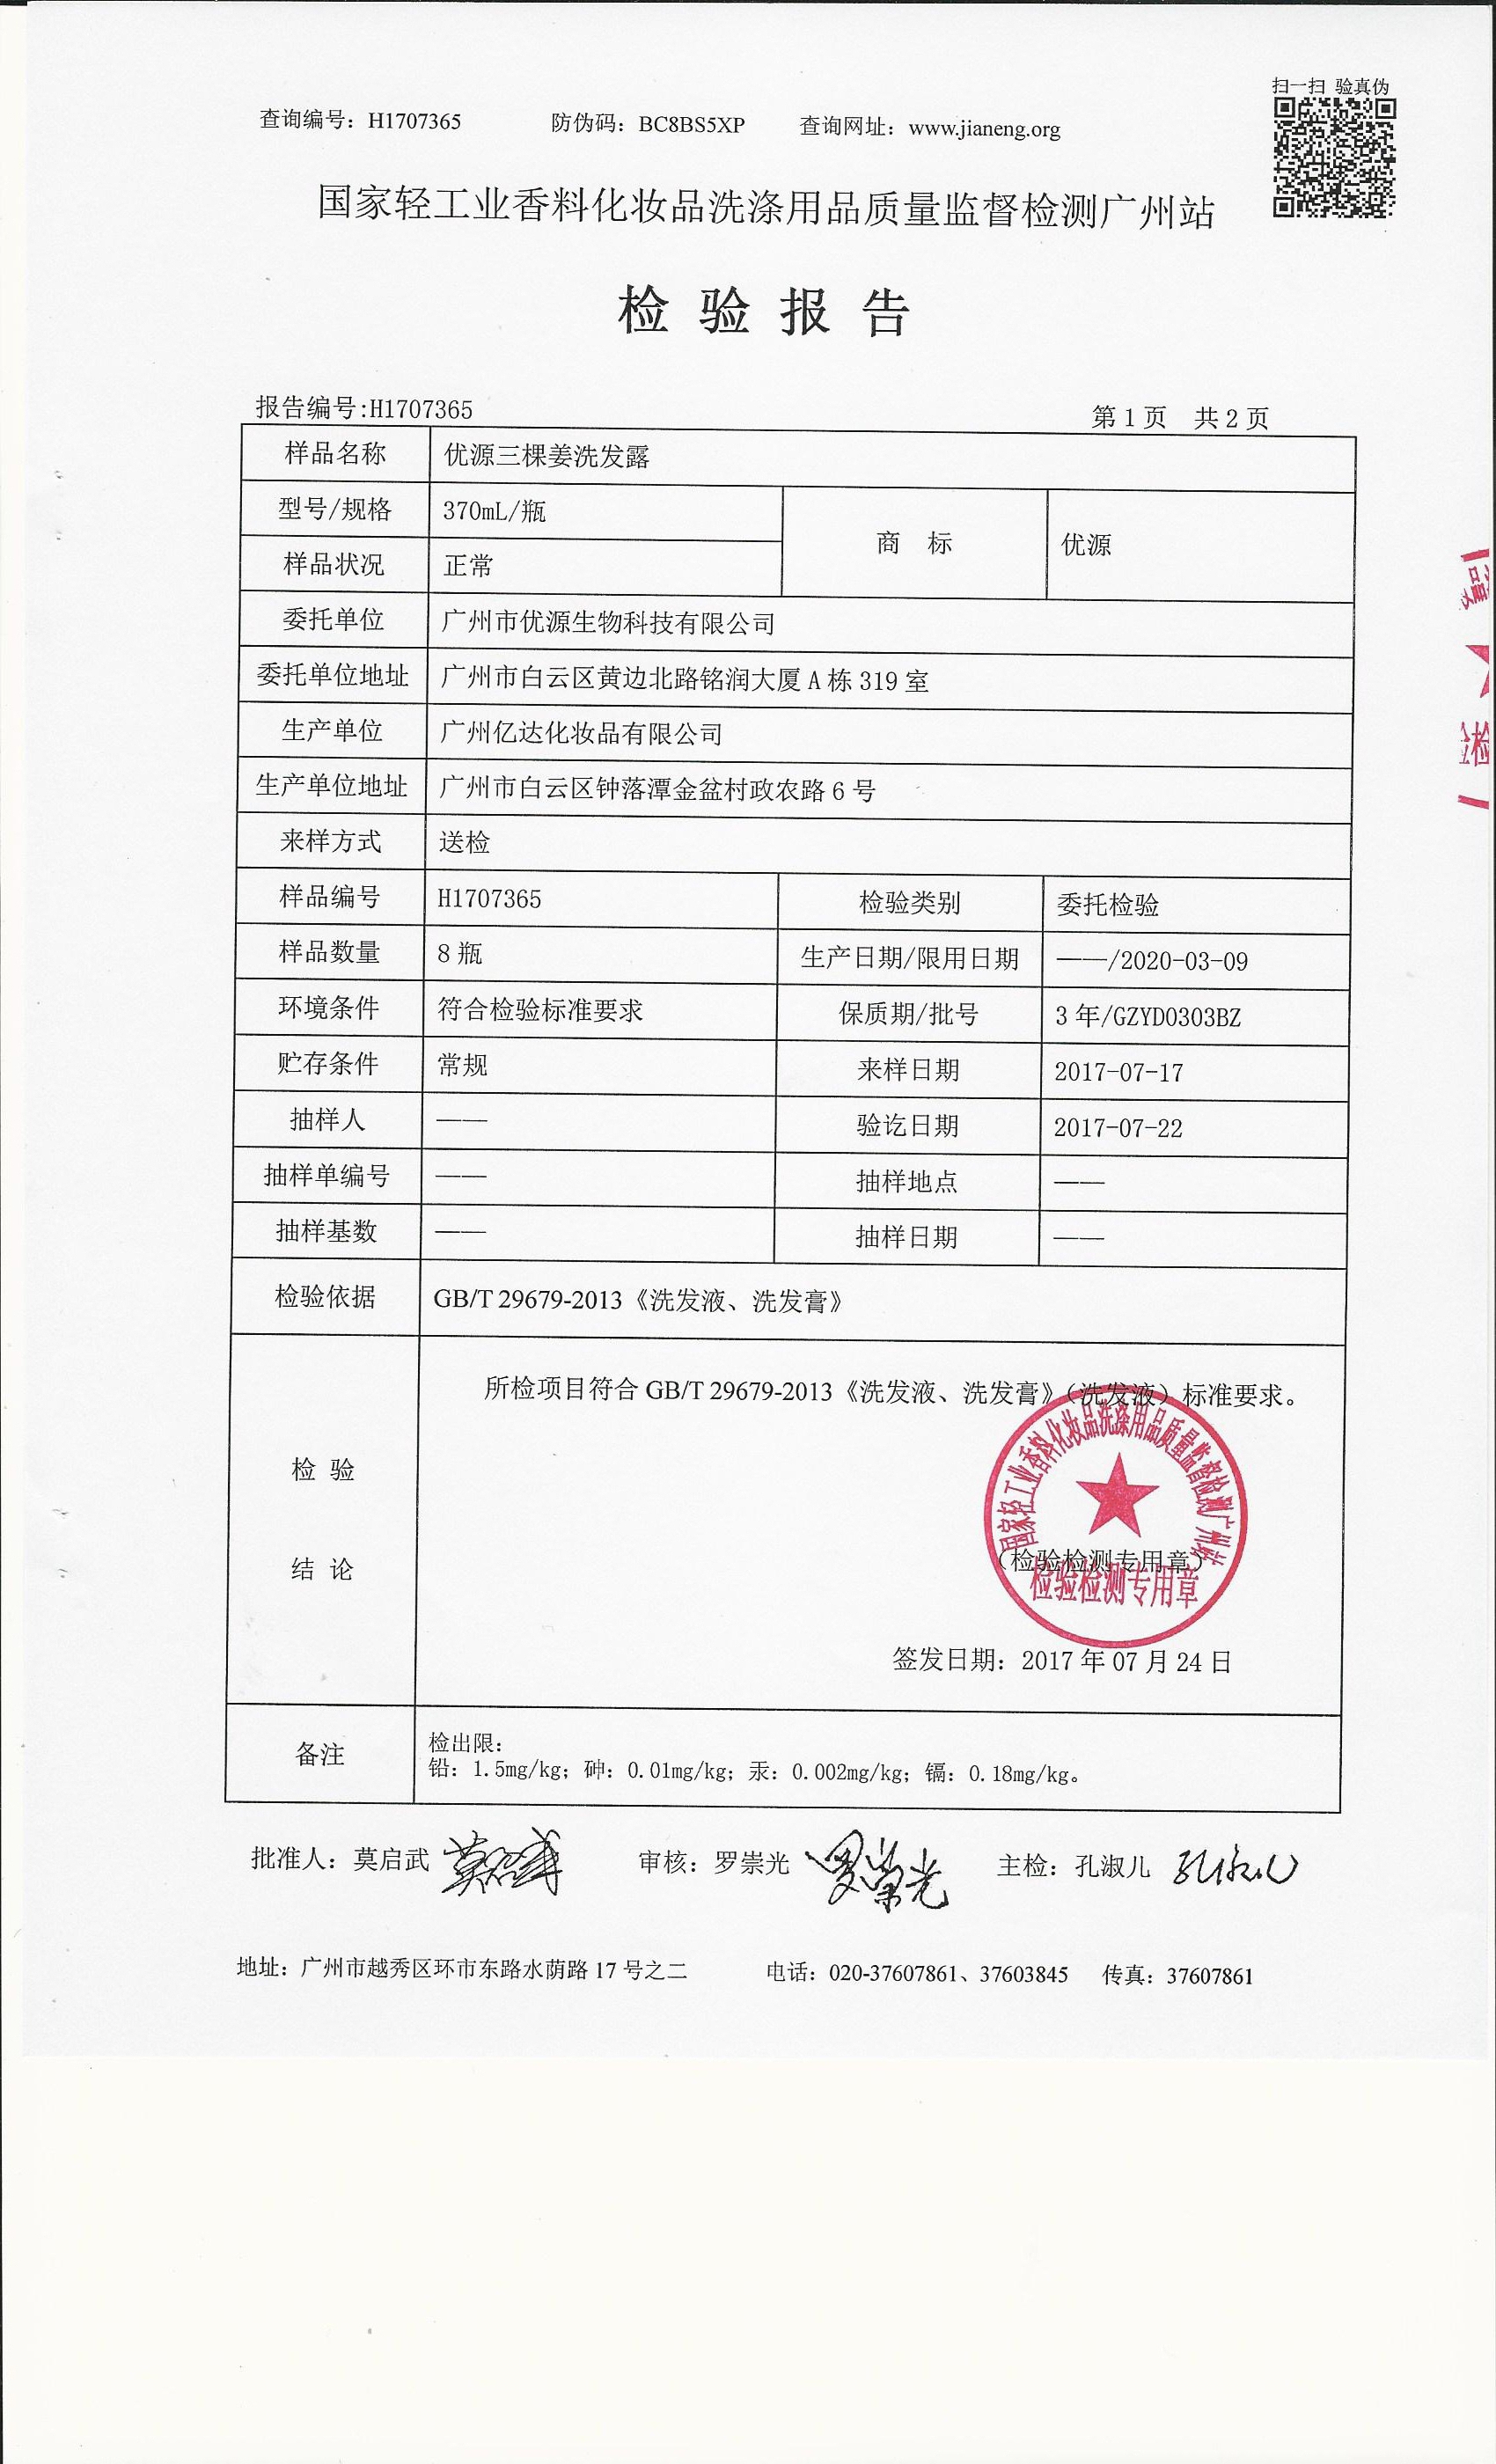 扫一扫 验真伪
查询编号：H1707365 防伪码：BC8BS5XP 查询网址：www.jianeng.org
国家轻工业香料化妆品洗涤用品质量监督检测广州站
检验报告
报告编号:H1707365 第1页 共2页
样品名称 优源三棵姜洗发露
型号/规格 370mL/瓶 商 标 优源
样品状况 正常
委托单位 广州市优源生物科技有限公司
委托单位地址 广州市白云区黄边北路铭润大厦A栋319室
生产单位 广州亿达化妆品有限公司
生产单位地址 广州市白云区钟落潭金盆村政农路6号
来样方式 送检
样品编号 H1707365 检验类别 委托检验
样品数量 8瓶 生产日期/限用日期 ——/2020-03-09
环境条件 符合检验标准要求 保质期/批号 3年/GZYD0303BZ
贮存条件 常规 来样日期 2017-07-17
抽样人 —— 验讫日期 2017-07-22
抽样单编号 —— 抽样地点 ——
抽样基数 —— 抽样日期 ——
检验依据 GB/T 29679-2013《洗发液、洗发膏》
所检项目符合 GB/T 29679-2013《洗发液、洗发膏》（洗发液）标准要求。
检 验
结 论
国家轻工业香料化妆品洗涤用品质量监督检测广州站
（检验检测专用章）
检验检测专用章
签发日期：2017年07月24日
备注 检出限：
铅：1.5mg/kg；砷：0.01mg/kg；汞：0.002mg/kg；镉：0.18mg/kg。
批准人：莫启武 莫启武 审核：罗崇光 罗崇光 主检：孔淑儿 孔淑儿
地址：广州市越秀区环市东路水荫路17号之二 电话：020-37607861、37603845 传真：37607861